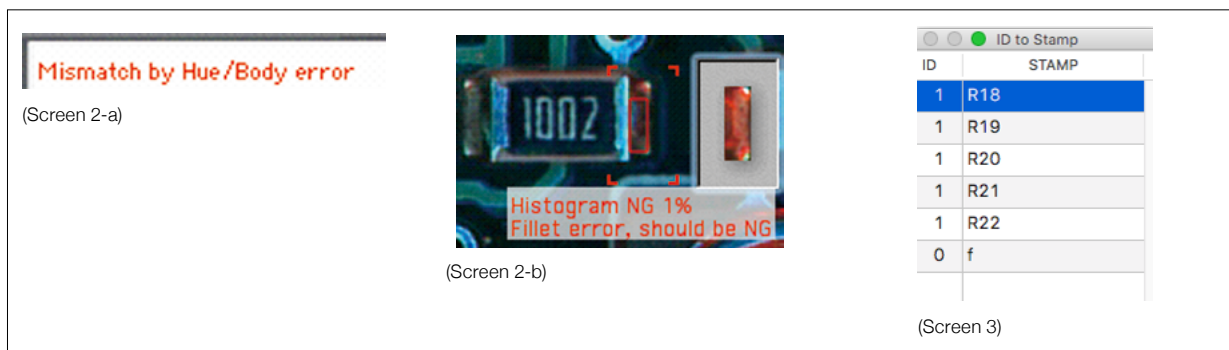 Mismatch by Hue/Body error
(Screen 2-a)
1002
Histogram NG 1%
Fillet error, should be NG
(Screen 2-b)
ID to Stamp
ID STAMP
1 R18
1 R19
1 R20
1 R21
1 R22
0 f
(Screen 3)